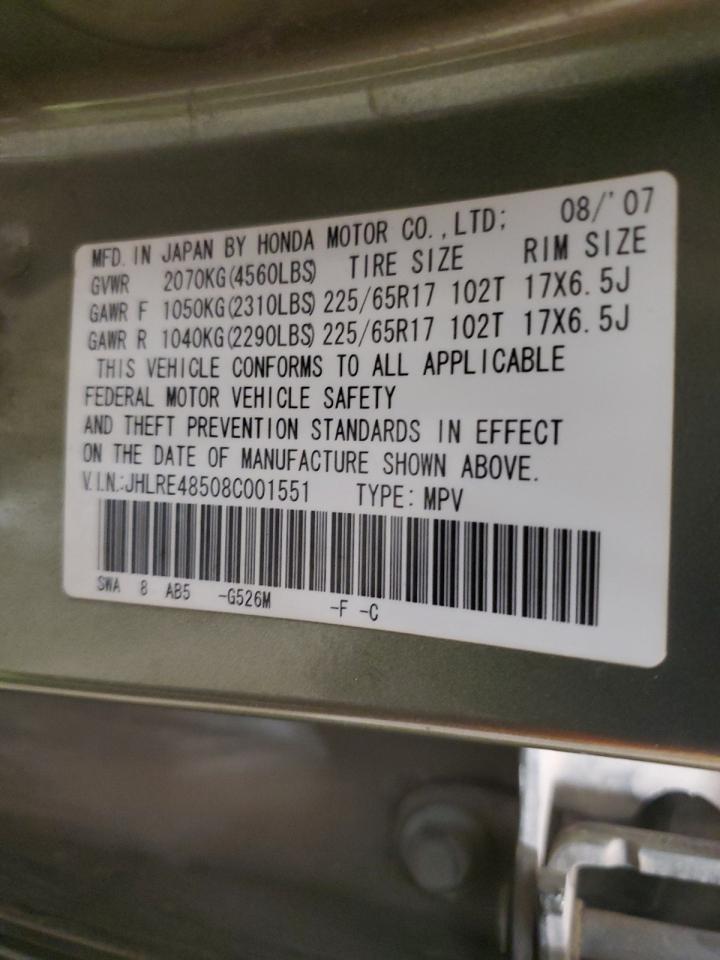 MFD. IN JAPAN BY HONDA MOTOR CO.,LTD; 08/'07
GVWR 2070KG(4560LBS) TIRE SIZE RIM SIZE
GAWR F 1050KG(2310LBS) 225/65R17 102T 17X6.5J
GAWR R 1040KG(2290LBS) 225/65R17 102T 17X6.5J
THIS VEHICLE CONFORMS TO ALL APPLICABLE
FEDERAL MOTOR VEHICLE SAFETY
AND THEFT PREVENTION STANDARDS IN EFFECT
ON THE DATE OF MANUFACTURE SHOWN ABOVE.
V.I.N.:JHLRE48508C001551 TYPE: MPV
SWA 8 AB5 -G526M -F -C